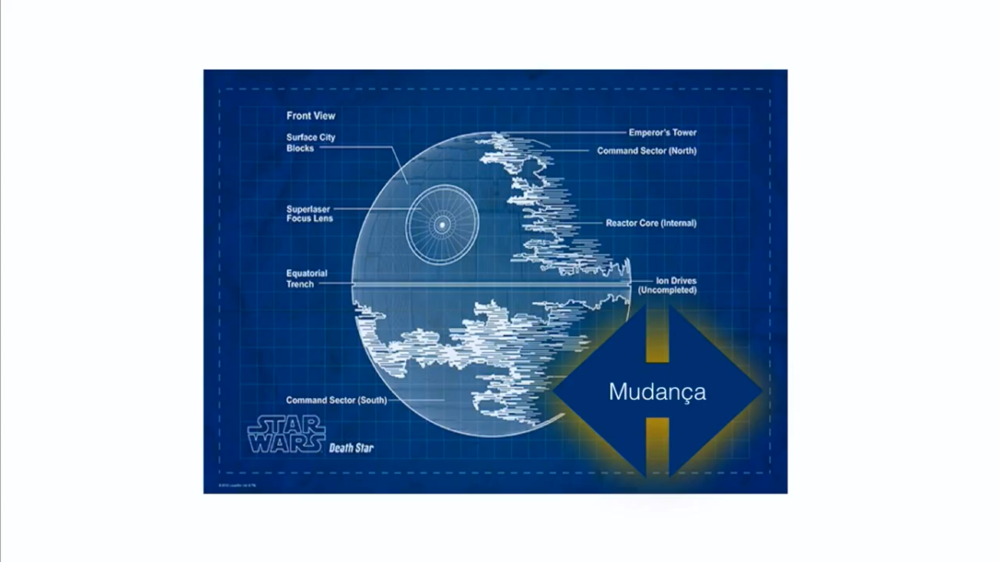 Front View
Surface City
Blocks
Superlaser
Focus Lens
Equatorial
Trench
Command Sector (South)
Emperor's Tower
Command Sector (North)
Reactor Core (Internal)
Ion Drives
(Uncompleted)
Mudança
STAR
WARS
Death Star